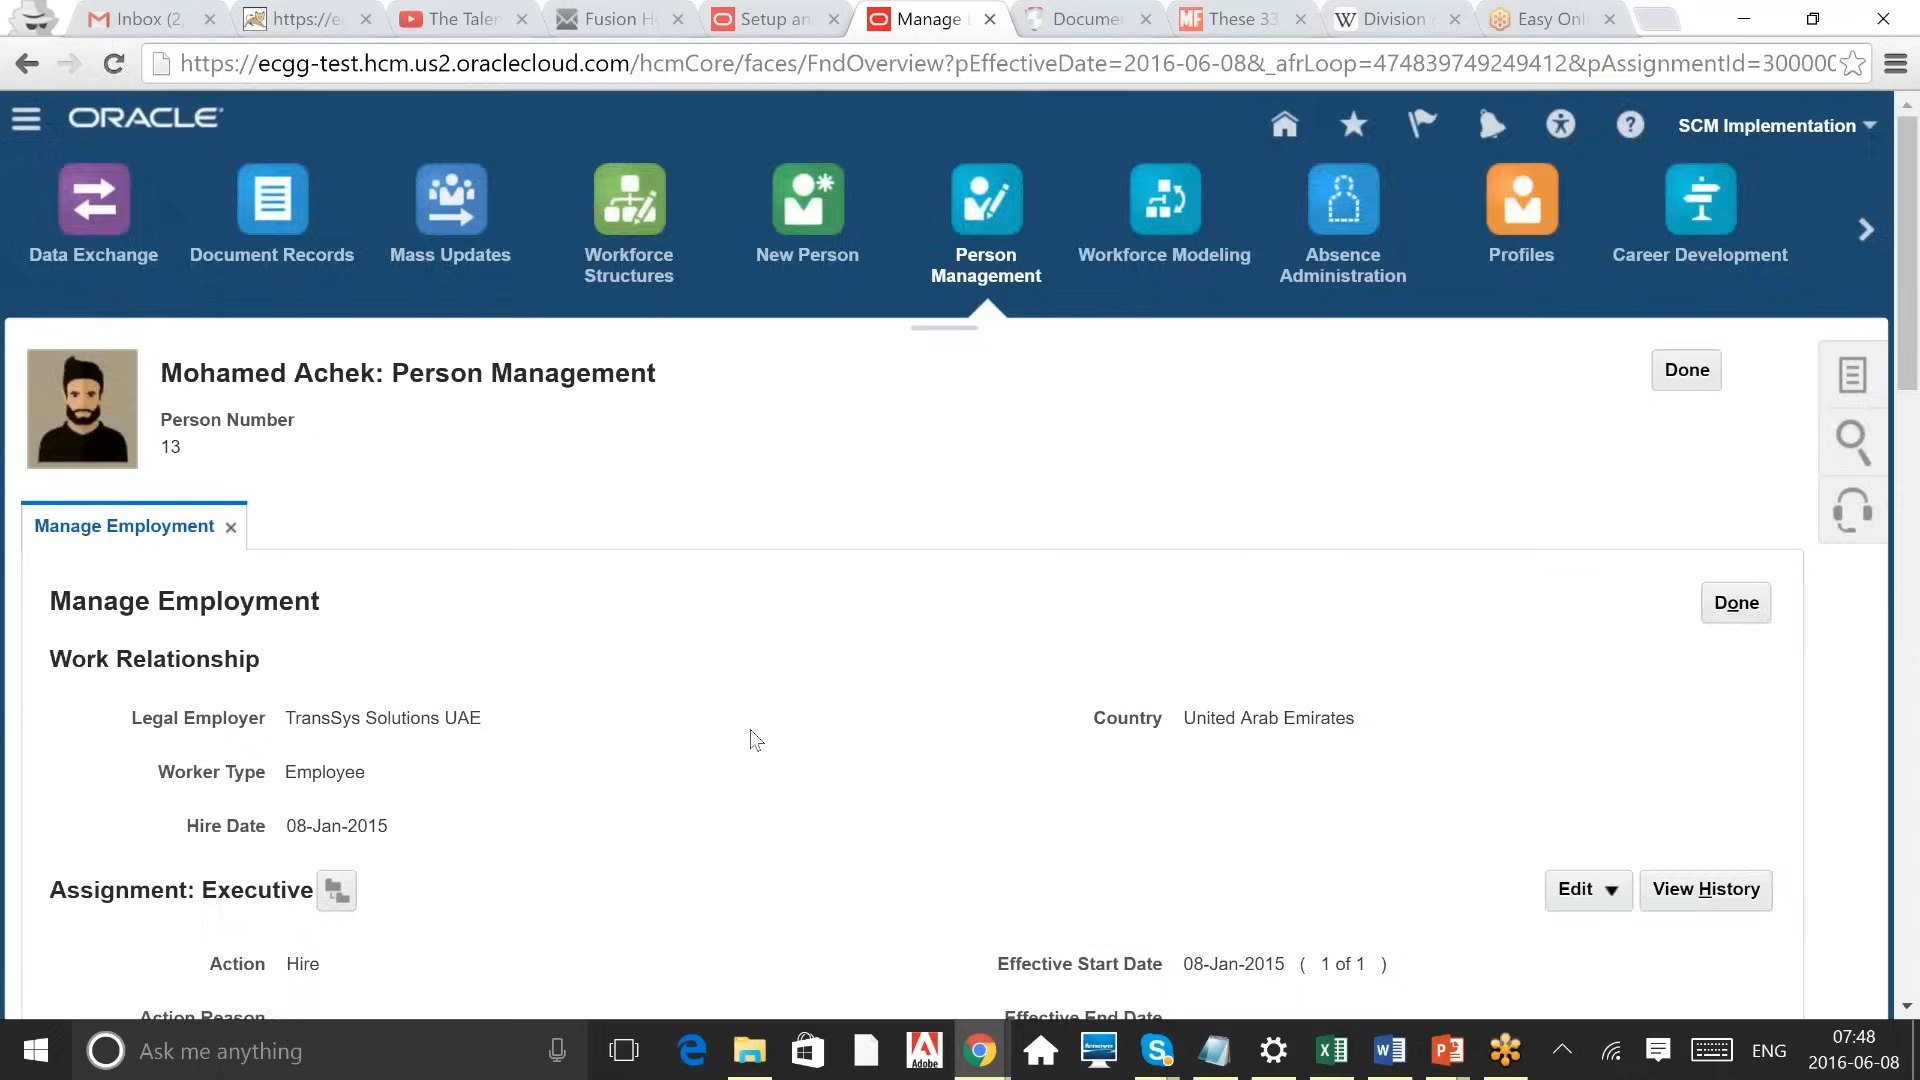 Inbox (2,
https://e
The Taler
Fusion H
Setup an
Manage
Docume
These 33
Division
Easy Onl
https://ecgg-test.hcm.us2.oraclecloud.com/hcmCore/faces/FndOverview?pEffectiveDate=2016-06-08&_afrLoop=474839749249412&pAssignmentId=300000
ORACLE
SCM Implementation
Data Exchange
Document Records
Mass Updates
Workforce
Structures
New Person
Person
Management
Workforce Modeling
Absence
Administration
Profiles
Career Development
Mohamed Achek: Person Management
Done
Person Number
13
Manage Employment
Manage Employment
Done
Work Relationship
Legal Employer TransSys Solutions UAE
Country United Arab Emirates
Worker Type Employee
Hire Date 08-Jan-2015
Assignment: Executive
Edit
View History
Action Hire
Effective Start Date 08-Jan-2015 ( 1 of 1 )
Action Reason
Effective End Date
Ask me anything
Adobe
lenovo
ENG
07:48
2016-06-08